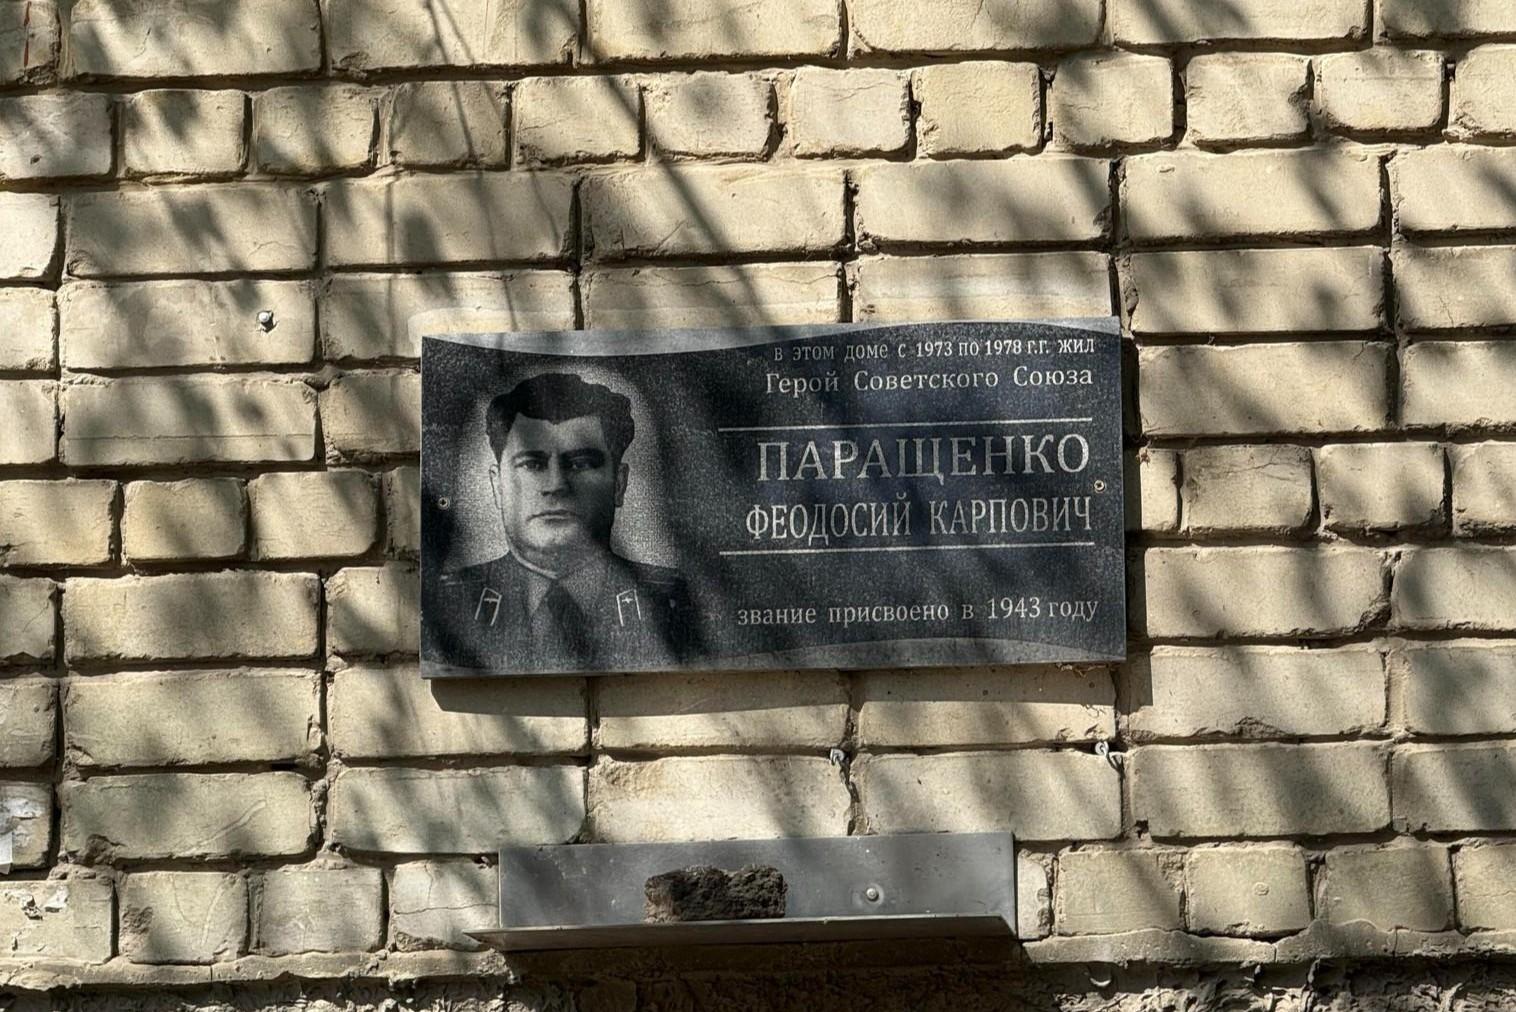 в этом доме с 1973 по 1978 г.г. жил
Герой Советского Союза
ПАРАЩЕНКО
ФЕОДОСИЙ КАРПОВИЧ
звание присвоено в 1943 году